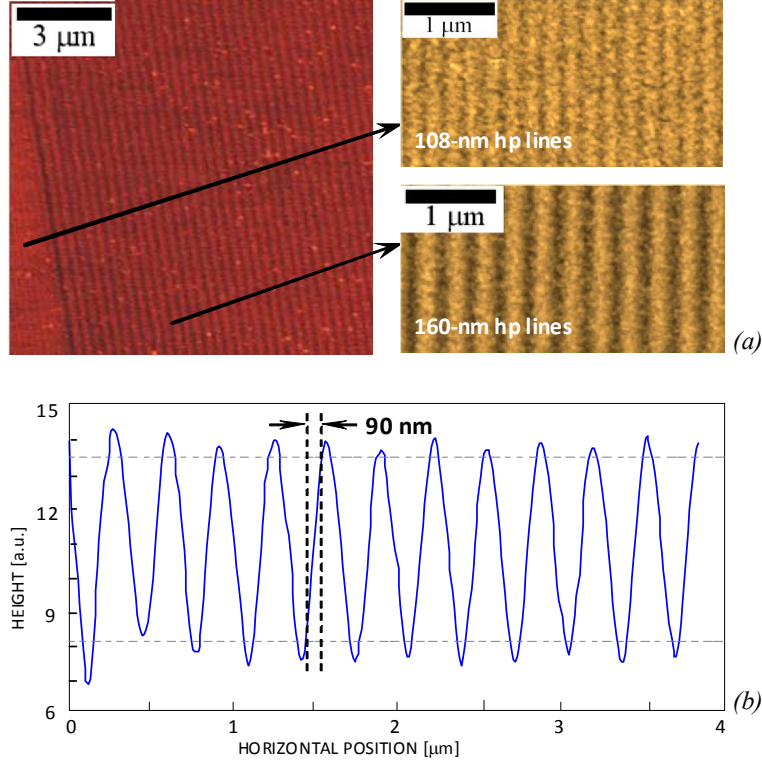 3 µm
1 µm
108-nm hp lines
1 µm
160-nm hp lines
(a)
15
12
9
6
HEIGHT [a.u.]
90 nm
0 1 2 3 4
HORIZONTAL POSITION [µm]
(b)